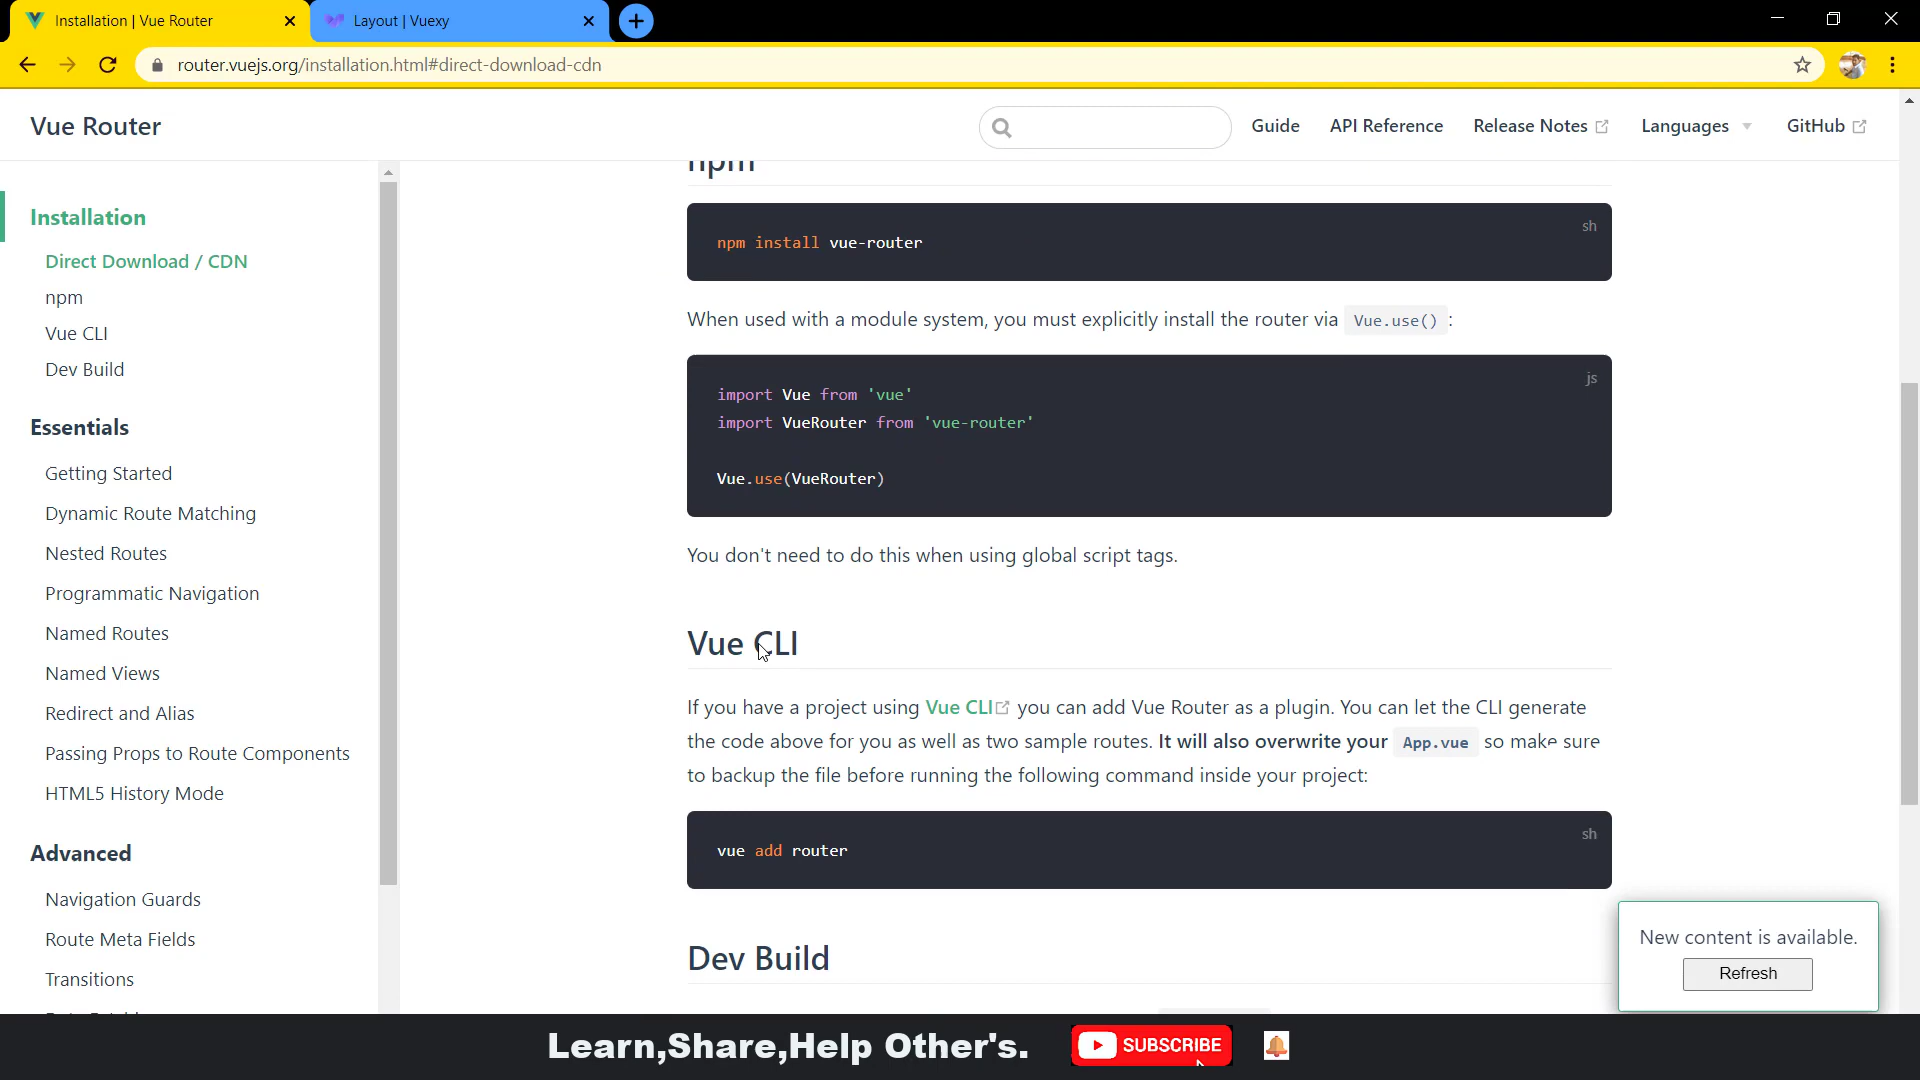 Installation | Vue Router
Layout | Vuexy
router.vuejs.org/installation.html#direct-download-cdn
Vue Router
Guide
API Reference
Release Notes
Languages
GitHub
Installation
Direct Download / CDN
npm
Vue CLI
Dev Build
Essentials
Getting Started
Dynamic Route Matching
Nested Routes
Programmatic Navigation
Named Routes
Named Views
Redirect and Alias
Passing Props to Route Components
HTML5 History Mode
Advanced
Navigation Guards
Route Meta Fields
Transitions
npm
sh
npm install vue-router
When used with a module system, you must explicitly install the router via Vue.use() :
js
import Vue from 'vue'
import VueRouter from 'vue-router'
Vue.use(VueRouter)
You don't need to do this when using global script tags.
Vue CLI
If you have a project using Vue CLI you can add Vue Router as a plugin. You can let the CLI generate
the code above for you as well as two sample routes. It will also overwrite your App.vue so make sure
to backup the file before running the following command inside your project:
sh
vue add router
Dev Build
New content is available.
Refresh
Learn,Share,Help Other's.
SUBSCRIBE